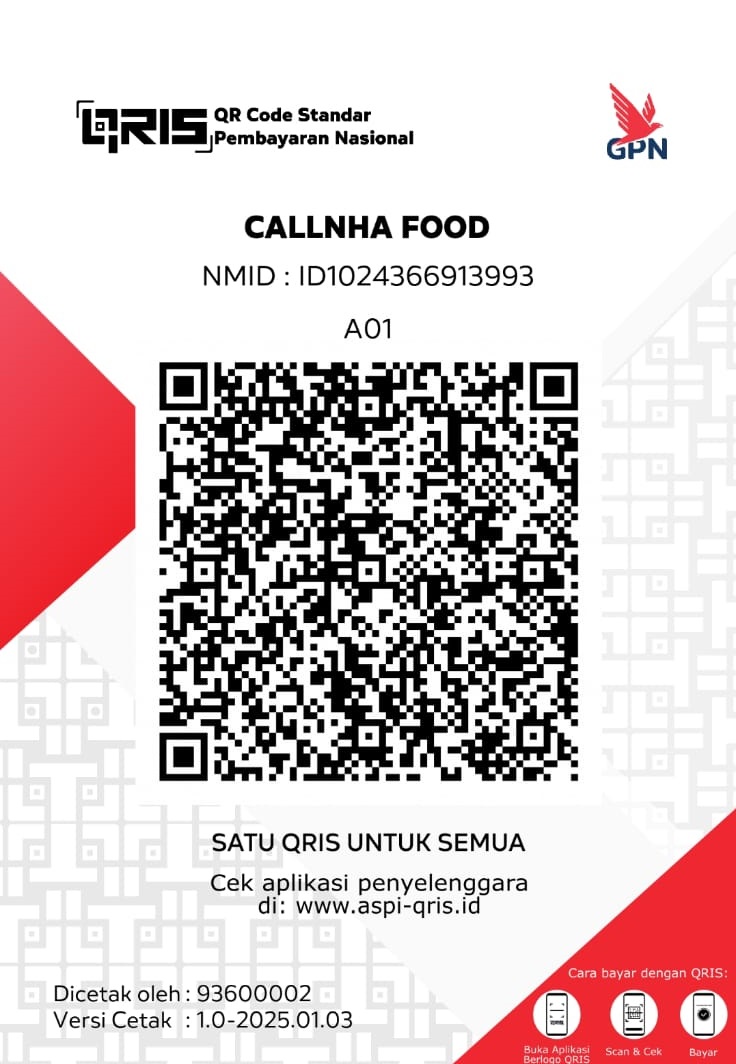 QRIS QR Code Standar
Pembayaran Nasional
GPN
CALLNHA FOOD
NMID : ID1024366913993
A01
SATU QRIS UNTUK SEMUA
Cek aplikasi penyelenggara
di: www.aspi-qris.id
Dicetak oleh : 93600002
Versi Cetak : 1.0-2025.01.03
Cara bayar dengan QRIS:
Buka Aplikasi
Berlogo QRIS
Scan & Cek
Bayar